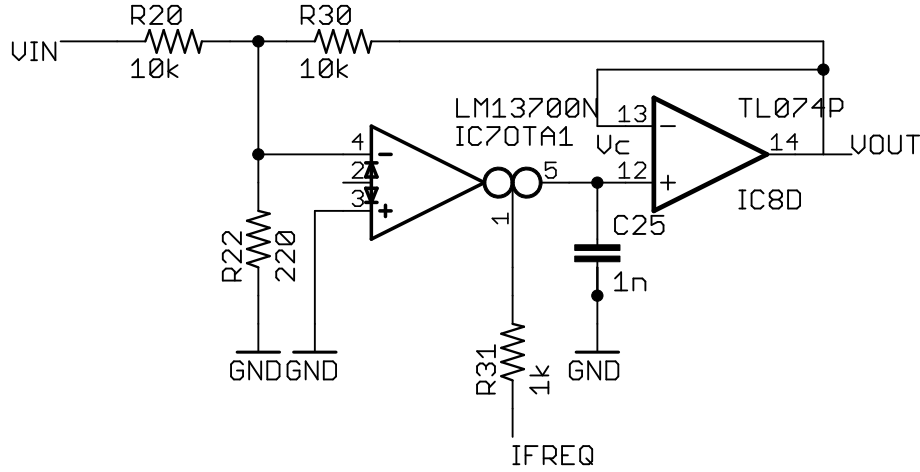 R20
R30
VIN
10k
10k
LM13700N
IC7OTA1
TL074P
13
14
VOUT
4
−
Vc
−
2
5
12
+
3
+
IC8D
1
C25
R22
220
1n
R31
1k
GND
GND
GND
IFREQ